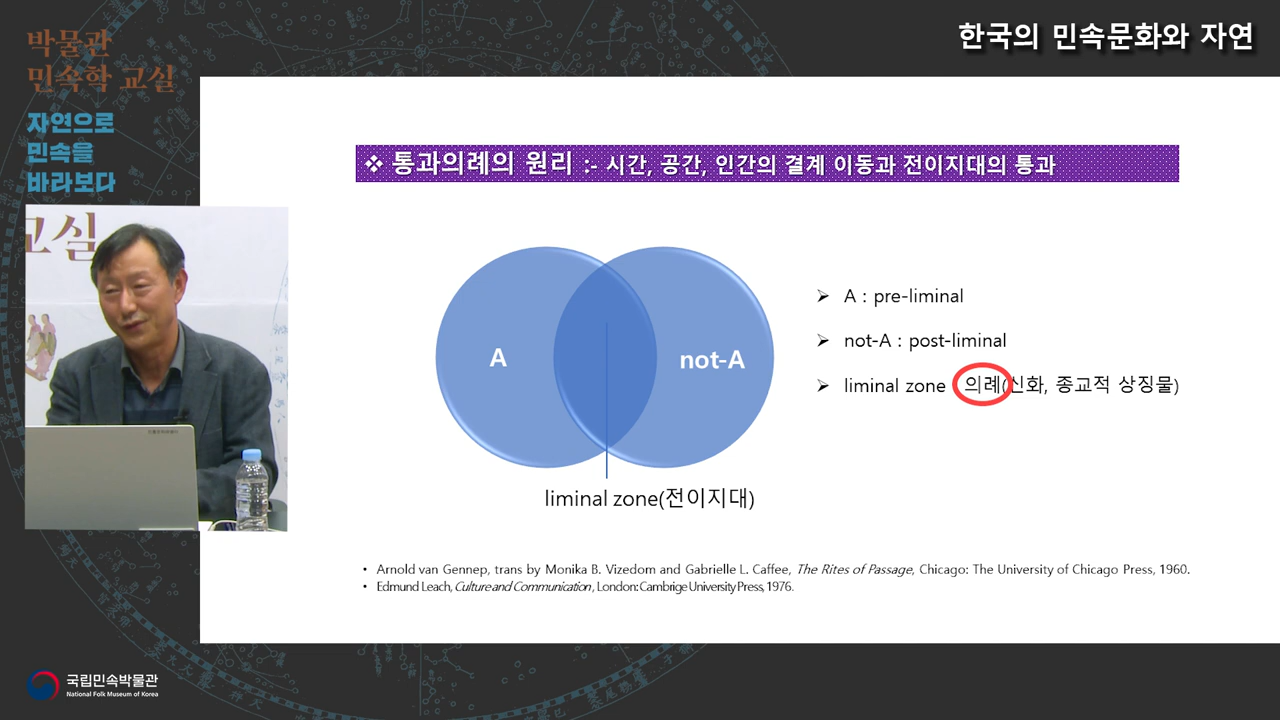 한국의 민속문화와 자연
박물관
민속학 교실
자연으로
민속을
바라보다
교실
❖ 통과의례의 원리 :- 시간, 공간, 인간의 결계 이동과 전이지대의 통과
A
not-A
liminal zone(전이지대)
➢ A : pre-liminal
➢ not-A : post-liminal
➢ liminal zone 의례(신화, 종교적 상징물)
• Arnold van Gennep, trans by Monika B. Vizedom and Gabrielle L. Caffee, The Rites of Passage, Chicago: The University of Chicago Press, 1960.
• Edmund Leach, Culture and Communication, London: Cambrige University Press, 1976.
국립민속박물관
National Folk Museum of Korea